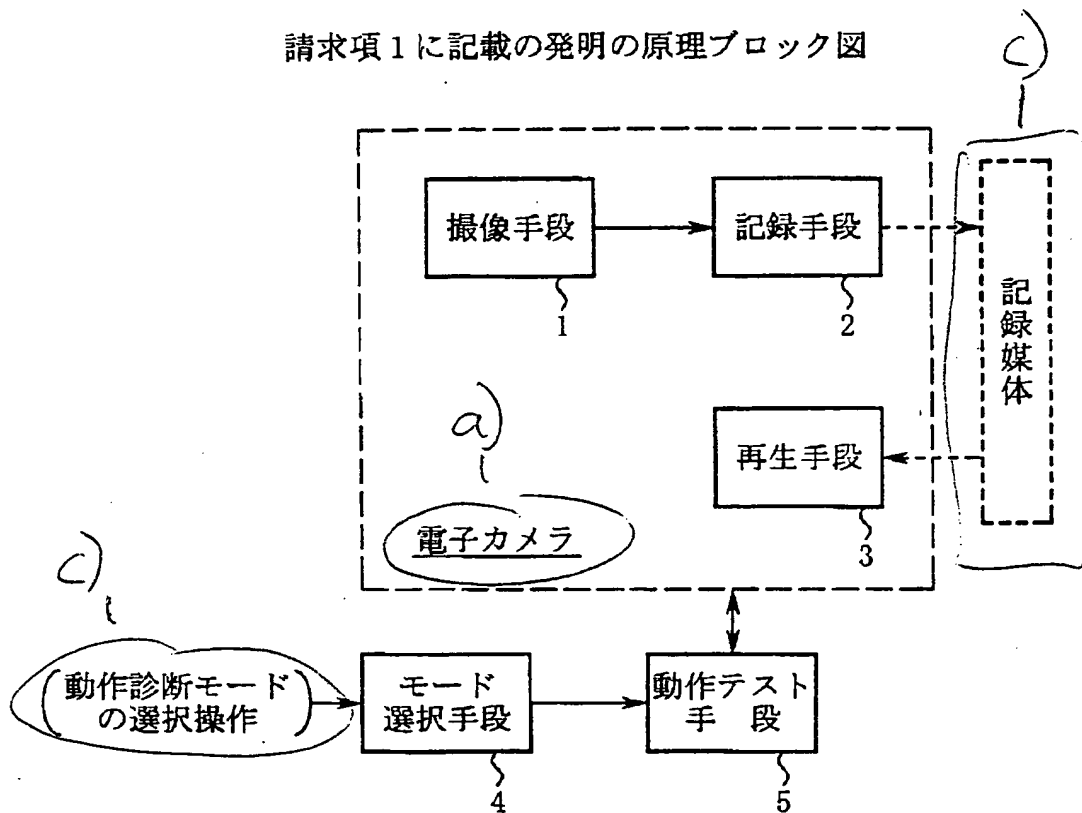 請求項1に記載の発明の原理ブロック図
c)
撮像手段
1
記録手段
2
記録媒体
a)
再生手段
3
電子カメラ
c)
(動作診断モード
の選択操作)
モード
選択手段
4
動作テスト
手 段
5